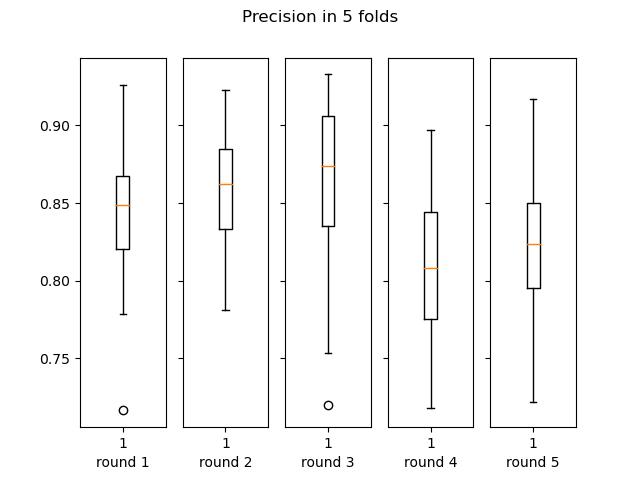 Precision in 5 folds
0.90
0.85
0.80
0.75
1 1 1 1 1
round 1 round 2 round 3 round 4 round 5